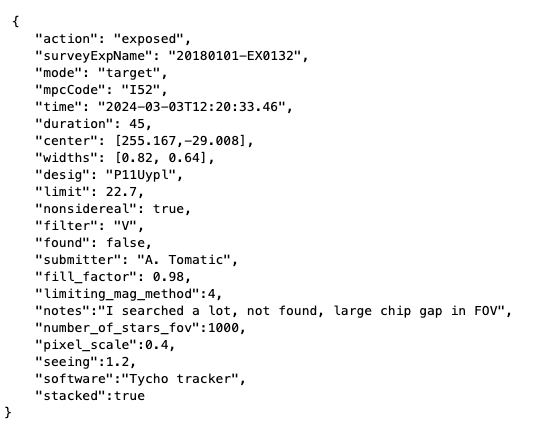 {
"action": "exposed",
"surveyExpName": "20180101-EX0132",
"mode": "target",
"mpcCode": "I52",
"time": "2024-03-03T12:20:33.46",
"duration": 45,
"center": [255.167,-29.008],
"widths": [0.82, 0.64],
"desig": "P11Uypl",
"limit": 22.7,
"nonsidereal": true,
"filter": "V",
"found": false,
"submitter": "A. Tomatic",
"fill_factor": 0.98,
"limiting_mag_method":4,
"notes":"I searched a lot, not found, large chip gap in FOV",
"number_of_stars_fov":1000,
"pixel_scale":0.4,
"seeing":1.2,
"software":"Tycho tracker",
"stacked":true
}